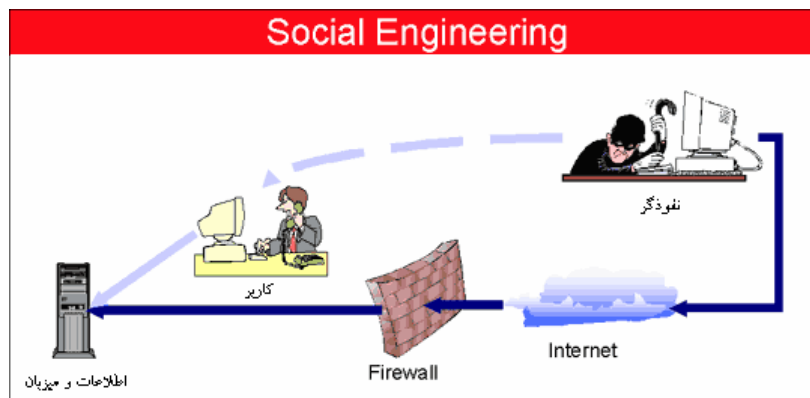 Social Engineering
نفوذگر
کاربر
Internet
Firewall
اطلاعات و میزبان